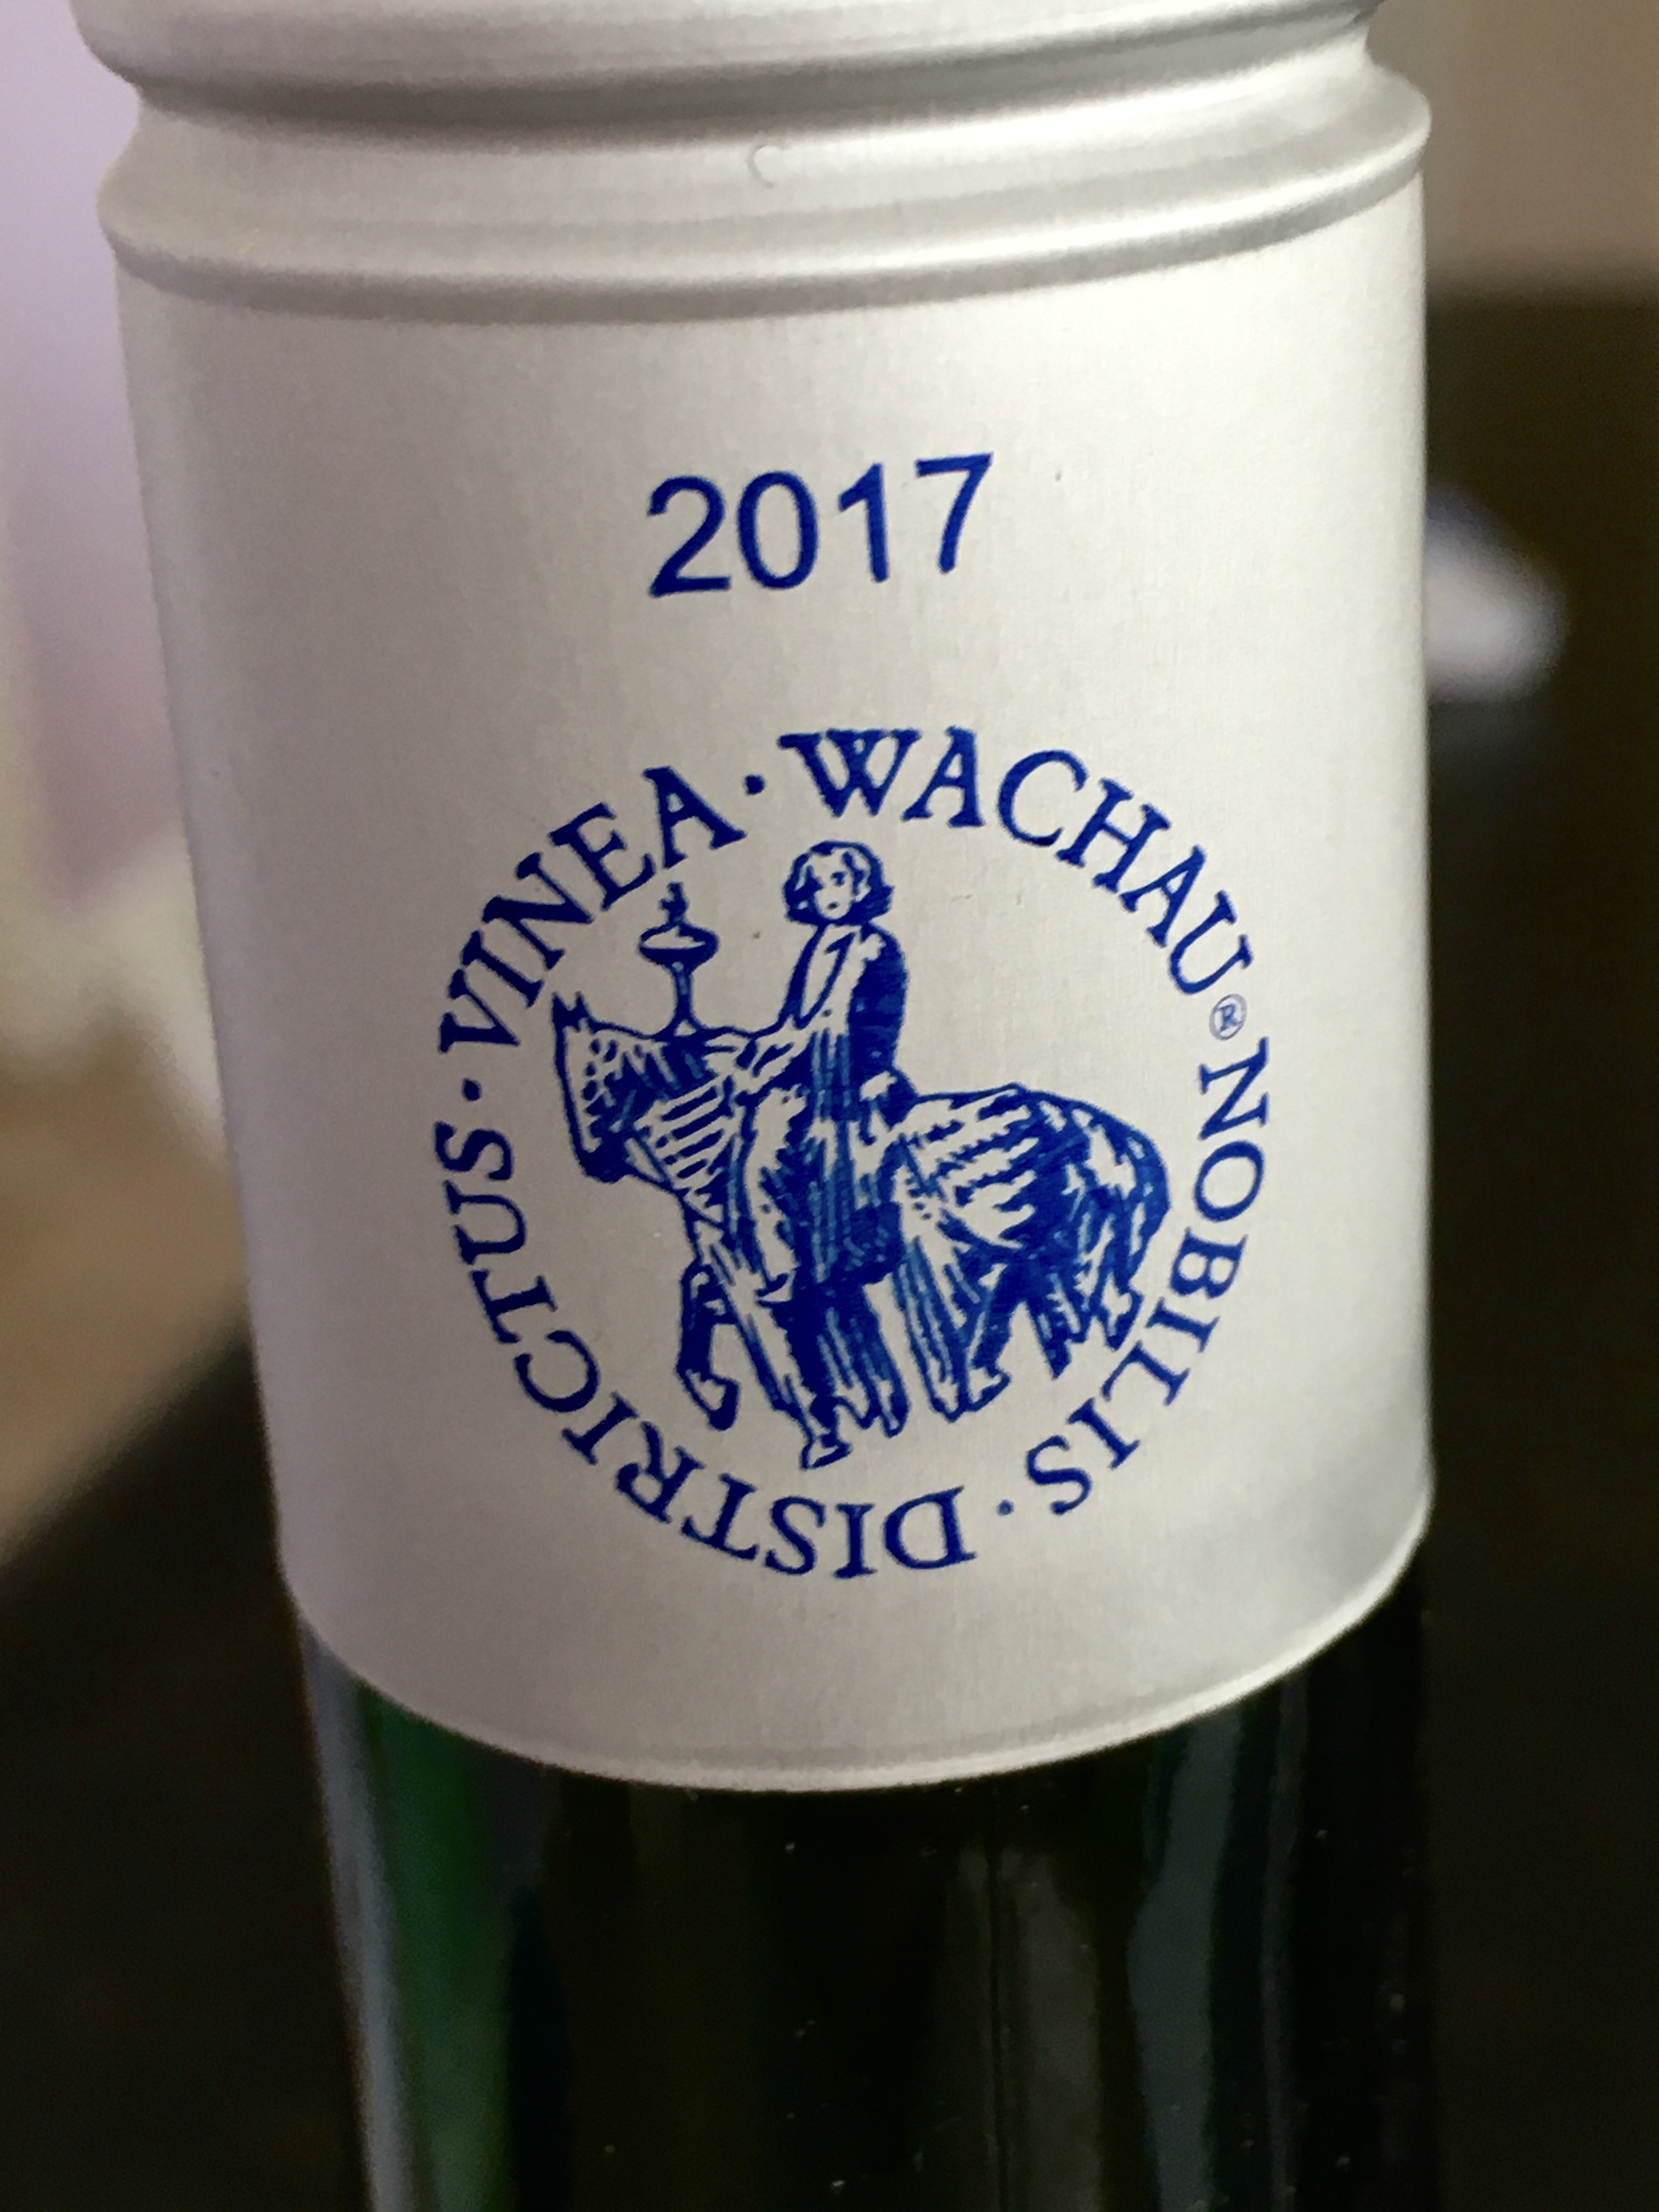 2017
VINEA · WACHAU® NOBILIS · DISTRICTUS ·